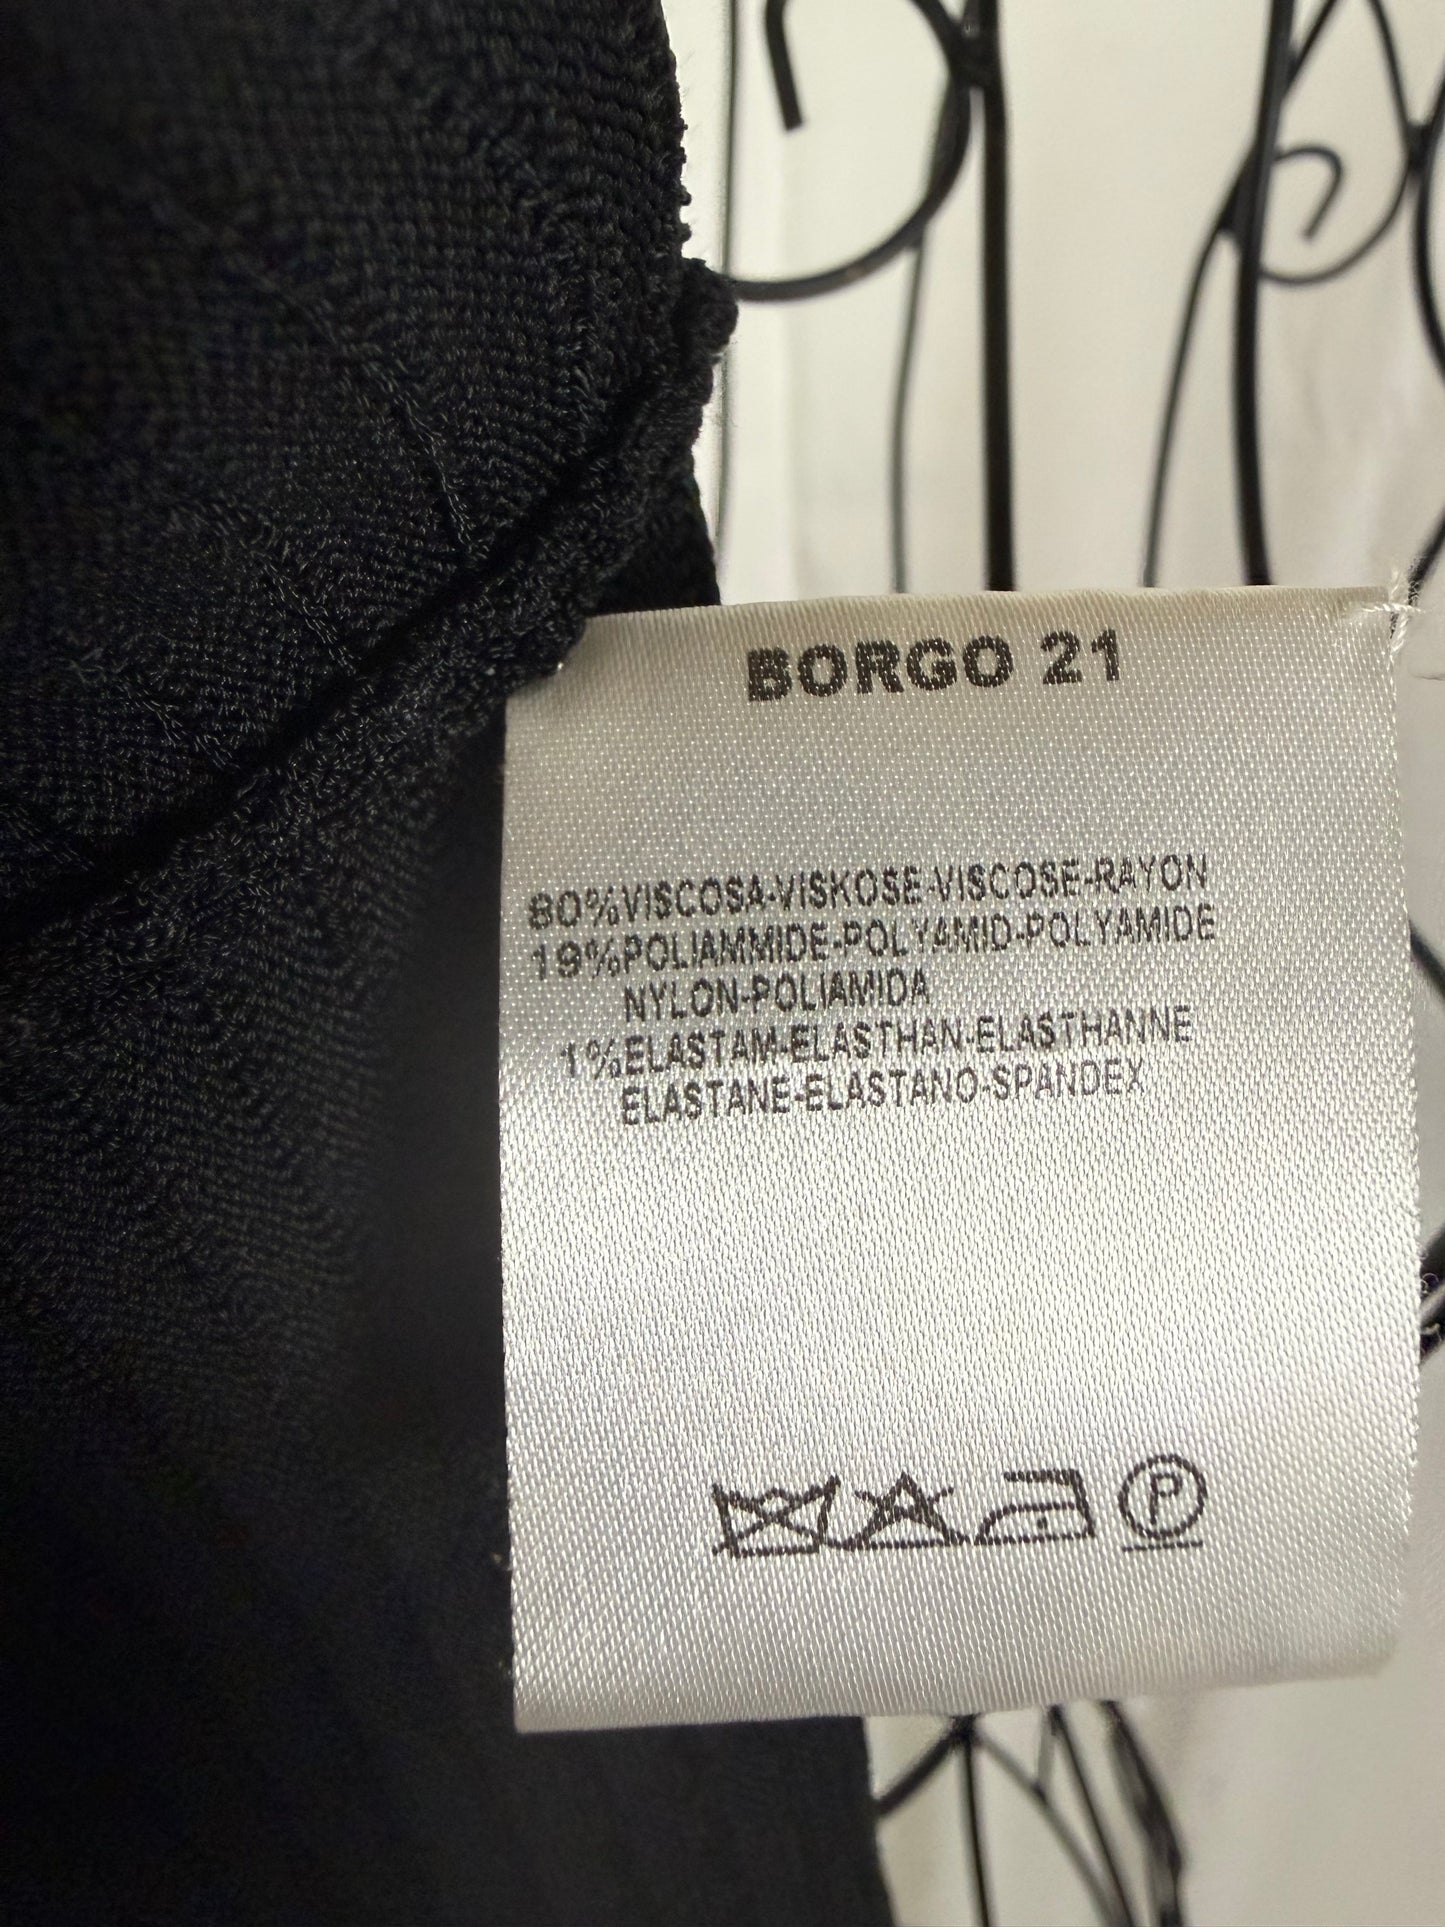 BORGO 21
80%VISCOSA-VISKOSE-VISCOSE-RAYON
19%POLIAMMIDE-POLYAMID-POLYAMIDE
NYLON-POLIAMIDA
1%ELASTAM-ELASTHAN-ELASTHANNE
ELASTANE-ELASTANO-SPANDEX
P